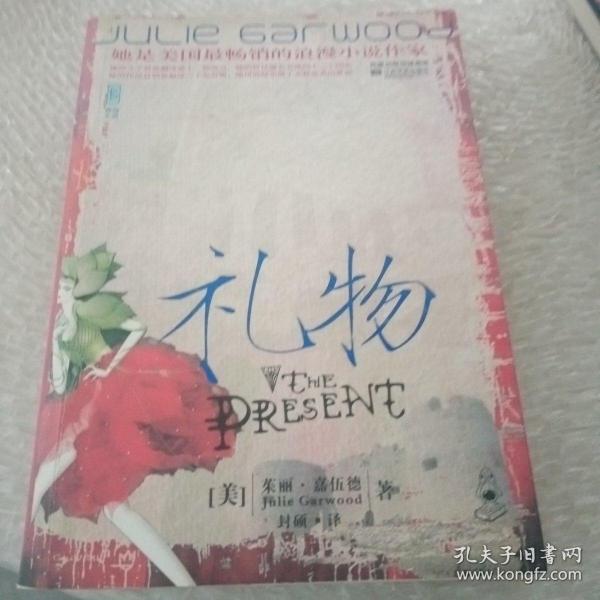 JULIE GARWOOD
她是美国最畅销的浪漫小说作家
礼物
THE
PRESENT
[美] 茱丽·嘉伍德 著
Julie Garwood
封硕·译
孔夫子旧书网
www.kongfz.com